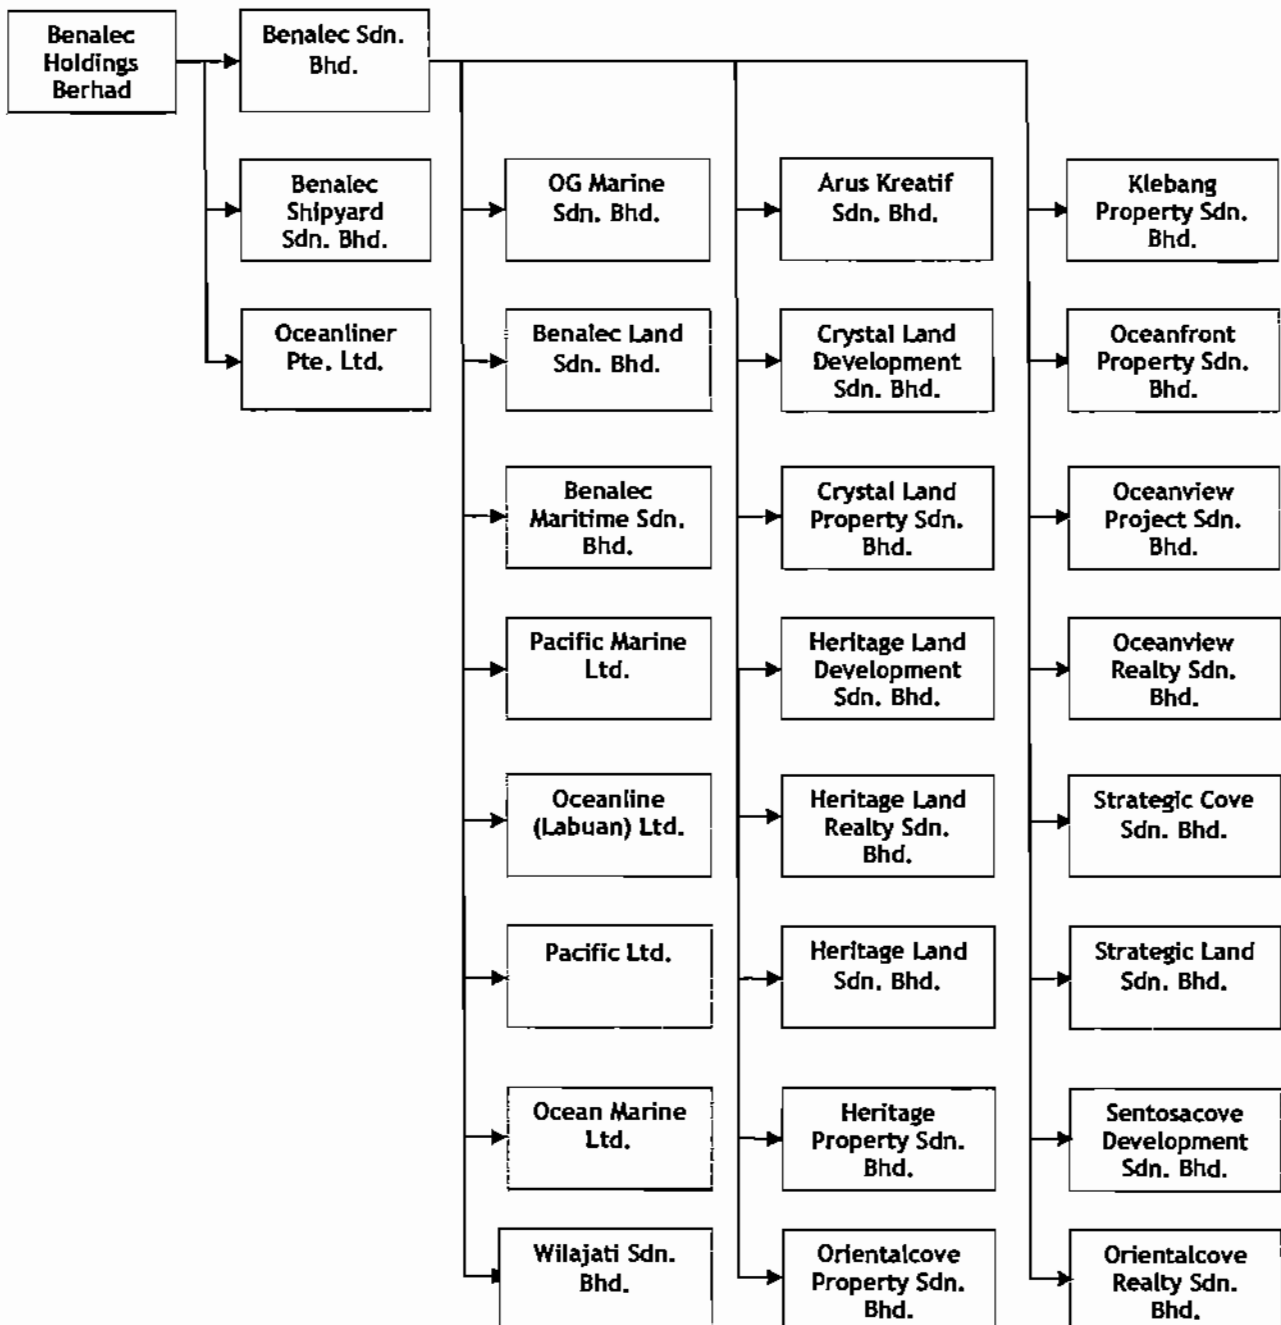 Benalec
Holdings
Berhad
Benalec Sdn.
Bhd.
Benalec
Shipyard
Sdn. Bhd.
Oceanliner
Pte. Ltd.
OG Marine
Sdn. Bhd.
Benalec Land
Sdn. Bhd.
Benalec
Maritime Sdn.
Bhd.
Pacific Marine
Ltd.
Oceanline
(Labuan) Ltd.
Pacific Ltd.
Ocean Marine
Ltd.
Wilajati Sdn.
Bhd.
Arus Kreatif
Sdn. Bhd.
Crystal Land
Development
Sdn. Bhd.
Crystal Land
Property Sdn.
Bhd.
Heritage Land
Development
Sdn. Bhd.
Heritage Land
Realty Sdn.
Bhd.
Heritage Land
Sdn. Bhd.
Heritage
Property Sdn.
Bhd.
Orientalcove
Property Sdn.
Bhd.
Klebang
Property Sdn.
Bhd.
Oceanfront
Property Sdn.
Bhd.
Oceanview
Project Sdn.
Bhd.
Oceanview
Realty Sdn.
Bhd.
Strategic Cove
Sdn. Bhd.
Strategic Land
Sdn. Bhd.
Sentosacove
Development
Sdn. Bhd.
Orientalcove
Realty Sdn.
Bhd.